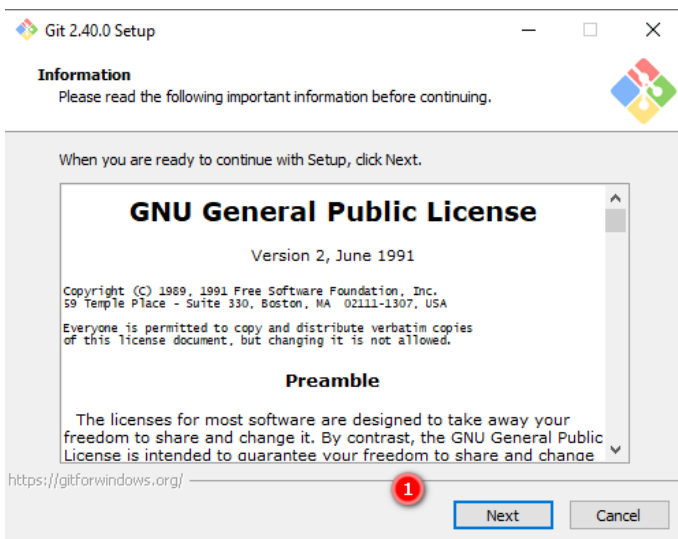 Git 2.40.0 Setup
Information
Please read the following important information before continuing.
When you are ready to continue with Setup, click Next.
GNU General Public License
Version 2, June 1991
Copyright (C) 1989, 1991 Free Software Foundation, Inc.
59 Temple Place - Suite 330, Boston, MA  02111-1307, USA
Everyone is permitted to copy and distribute verbatim copies
of this license document, but changing it is not allowed.
Preamble
The licenses for most software are designed to take away your
freedom to share and change it. By contrast, the GNU General Public
License is intended to guarantee your freedom to share and change
https://gitforwindows.org/
1
Next
Cancel